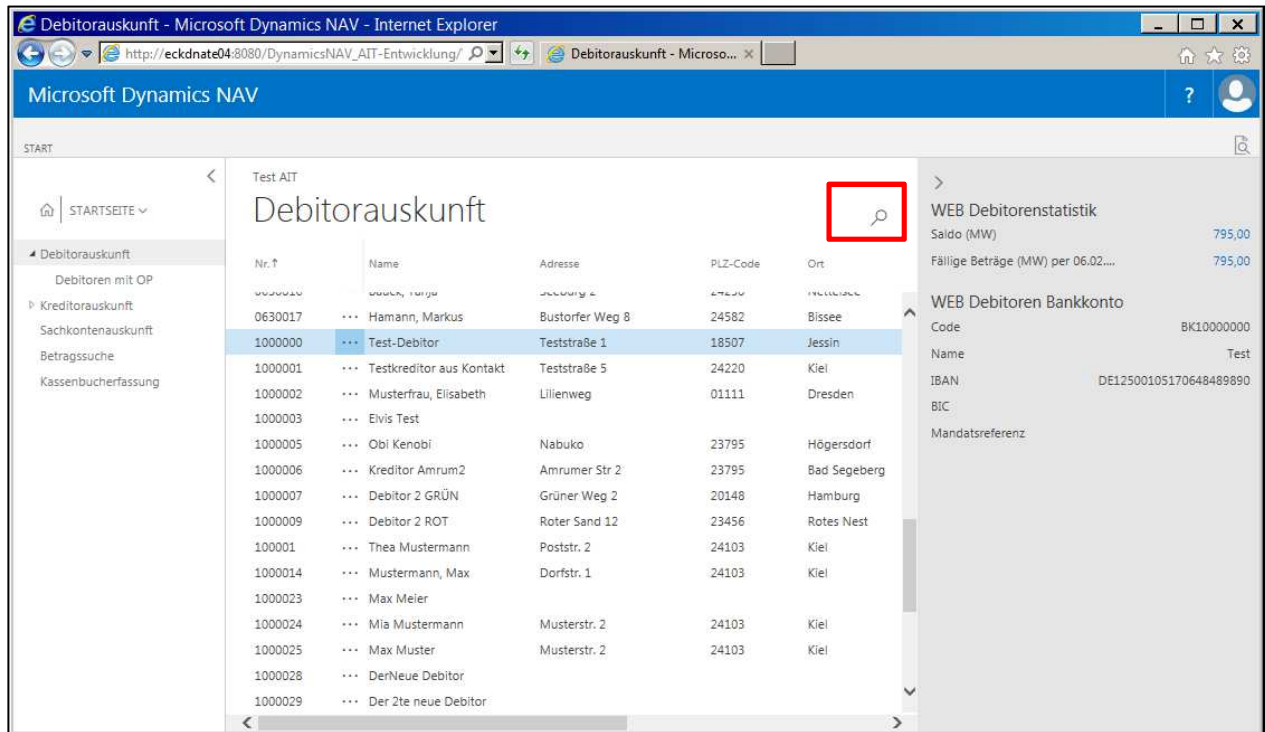 Debitorauskunft - Microsoft Dynamics NAV - Internet Explorer
http://eckdnate04:8080/DynamicsNAV_AIT-Entwicklung/ Debitorauskunft - Microso... ×
Microsoft Dynamics NAV ?
START
Test AIT
Debitorauskunft
STARTSEITE
Debitorauskunft
Debitoren mit OP
Kreditorauskunft
Sachkontenauskunft
Betragssuche
Kassenbucherfassung
Nr. ↑ Name Adresse PLZ-Code Ort
0630017 ··· Hamann, Markus Bustorfer Weg 8 24582 Bissee
1000000 ··· Test-Debitor Teststraße 1 18507 Jessin
1000001 ··· Testkreditor aus Kontakt Teststraße 5 24220 Kiel
1000002 ··· Musterfrau, Elisabeth Lilienweg 01111 Dresden
1000003 ··· Elvis Test
1000005 ··· Obi Kenobi Nabuko 23795 Högersdorf
1000006 ··· Kreditor Amrum2 Amrumer Str 2 23795 Bad Segeberg
1000007 ··· Debitor 2 GRÜN Grüner Weg 2 20148 Hamburg
1000009 ··· Debitor 2 ROT Roter Sand 12 23456 Rotes Nest
100001 ··· Thea Mustermann Poststr. 2 24103 Kiel
1000014 ··· Mustermann, Max Dorfstr. 1 24103 Kiel
1000023 ··· Max Meier
1000024 ··· Mia Mustermann Musterstr. 2 24103 Kiel
1000025 ··· Max Muster Musterstr. 2 24103 Kiel
1000028 ··· DerNeue Debitor
1000029 ··· Der 2te neue Debitor
WEB Debitorenstatistik
Saldo (MW) 795,00
Fällige Beträge (MW) per 06.02.... 795,00
WEB Debitoren Bankkonto
Code BK10000000
Name Test
IBAN DE12500105170648489890
BIC
Mandatsreferenz